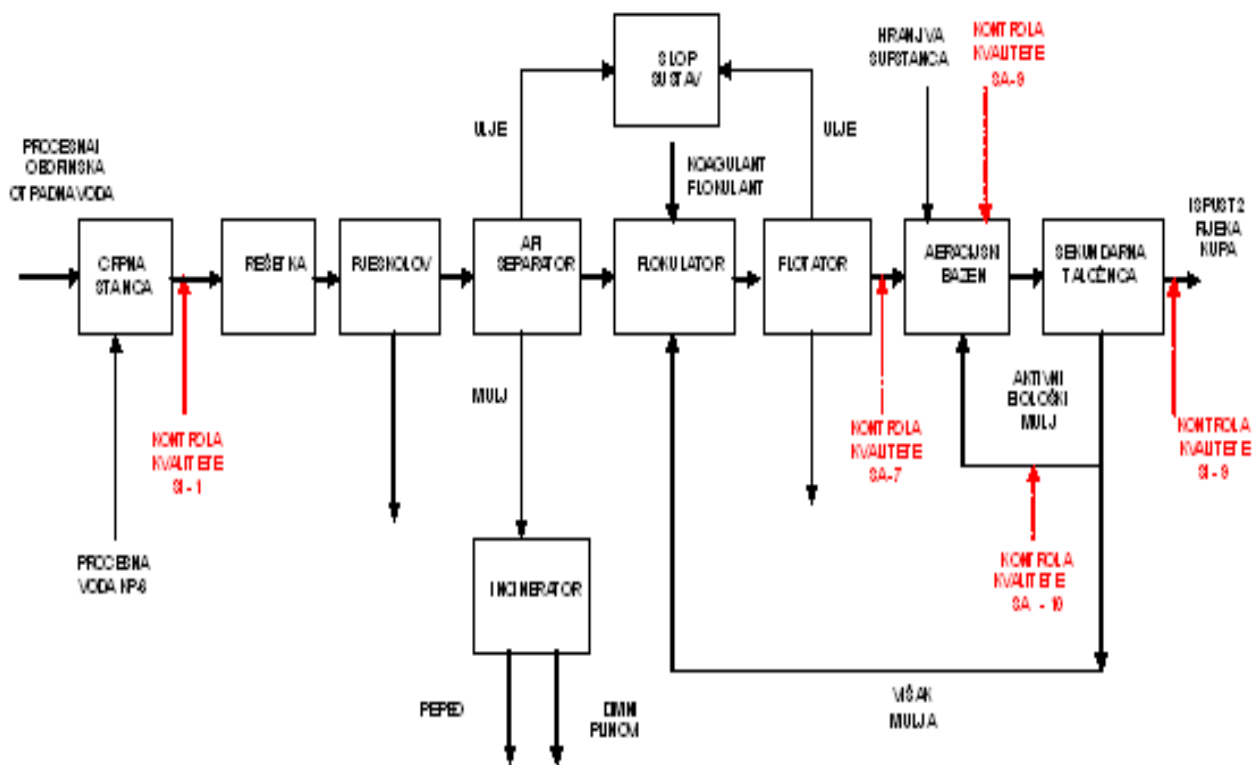 SLOP
SUSTAV
HRANJIVA
SUPSTANCA
KONTROLA
KVALITETE
SA-9
ULJE
ULJE
PROCESNA I
OBORINSKA
OTPADNA VODA
KOAGULANT
FLOKULANT
ISPUST 2
RIJEKA
KUPA
CRPNA
STANICA
REŠETKA
PJESKOLOV
API
SEPARATOR
FLOKULATOR
FLOTATOR
AERACIJSKI
BAZEN
SEKUNDARNA
TALOŽNICA
MULJ
AKTIVNI
BIOLOŠKI
MULJ
KONTROLA
KVALITETE
SI - 1
KONTROLA
KVALITETE
SA-7
KONTROLA
KVALITETE
SI - 9
PROCESNA
VODA KP-6
INCINERATOR
KONTROLA
KVALITETE
SA - 10
PEPEO
DIMNI
PLINOVI
VIŠAK
MULJA